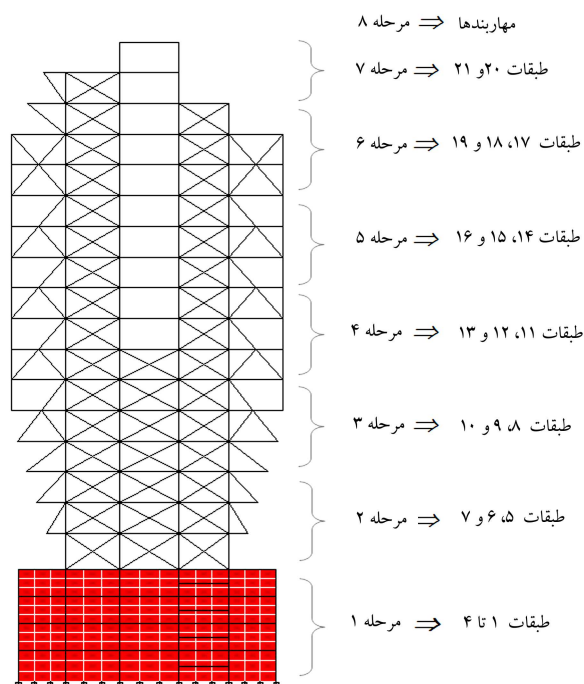 مهاربندها ⇐ مرحله ۸
طبقات ۲۰و ۲۱ ⇐ مرحله ۷
طبقات ۱۷، ۱۸ و ۱۹ ⇐ مرحله ۶
طبقات ۱۴، ۱۵ و ۱۶ ⇐ مرحله ۵
طبقات ۱۱، ۱۲ و ۱۳ ⇐ مرحله ۴
طبقات ۸، ۹ و ۱۰ ⇐ مرحله ۳
طبقات ۵، ۶ و ۷ ⇐ مرحله ۲
طبقات ۱ تا ۴ ⇐ مرحله ۱